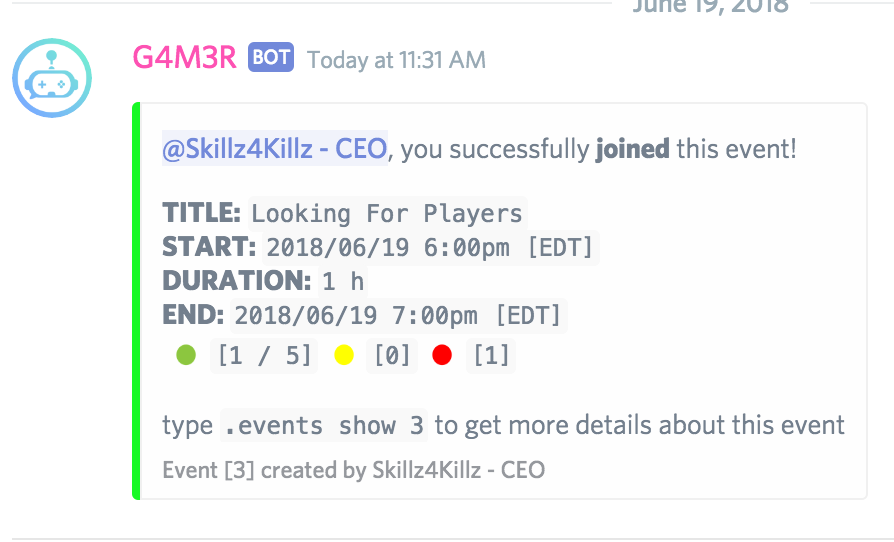 June 19, 2018
G4M3R BOT Today at 11:31 AM
@Skillz4Killz - CEO, you successfully joined this event!
TITLE: Looking For Players
START: 2018/06/19 6:00pm [EDT]
DURATION: 1 h
END: 2018/06/19 7:00pm [EDT]
[1 / 5] [0] [1]
type .events show 3 to get more details about this event
Event [3] created by Skillz4Killz - CEO